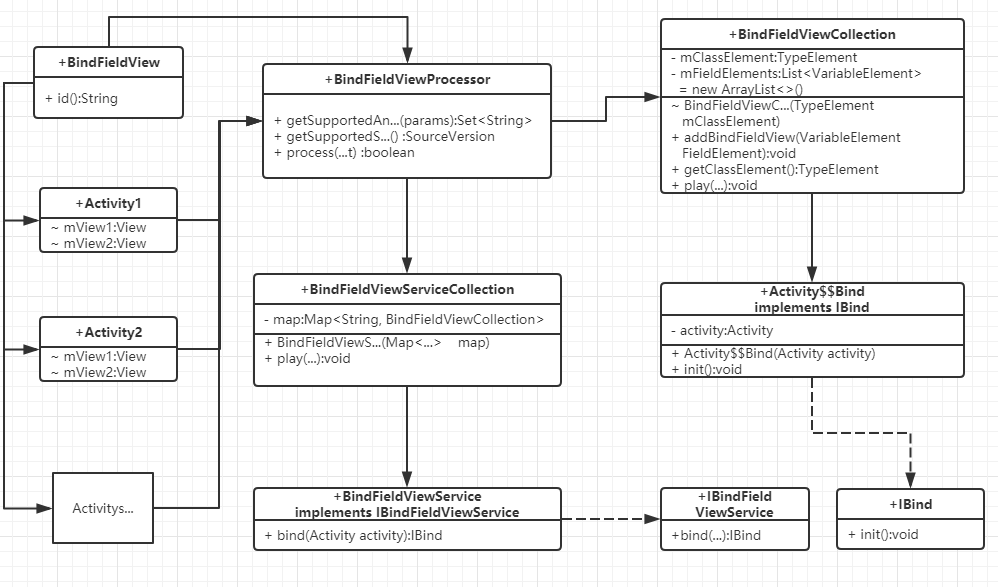 +BindFieldView
+ id():String
+Activity1
~ mView1:View
~ mView2:View
+Activity2
~ mView1:View
~ mView2:View
Activitys...
+BindFieldViewProcessor
+ getSupportedAn...(params):Set<String>
+ getSupportedS...() :SourceVersion
+ process(...t) :boolean
+BindFieldViewServiceCollection
- map:Map<String, BindFieldViewCollection>
+ BindFieldViewS...(Map<...> map)
+ play(...):void
+BindFieldViewService
implements IBindFieldViewService
+ bind(Activity activity):IBind
+BindFieldViewCollection
- mClassElement:TypeElement
- mFieldElements:List<VariableElement>
= new ArrayList<>()
~ BindFieldViewC...(TypeElement
mClassElement)
+ addBindFieldView(VariableElement
FieldElement):void
+ getClassElement():TypeElement
+ play(...):void
+Activity$$Bind
implements IBind
- activity:Activity
+ Activity$$Bind(Activity activity)
+ init():void
+IBindField
ViewService
+bind(...):IBind
+IBind
+ init():void